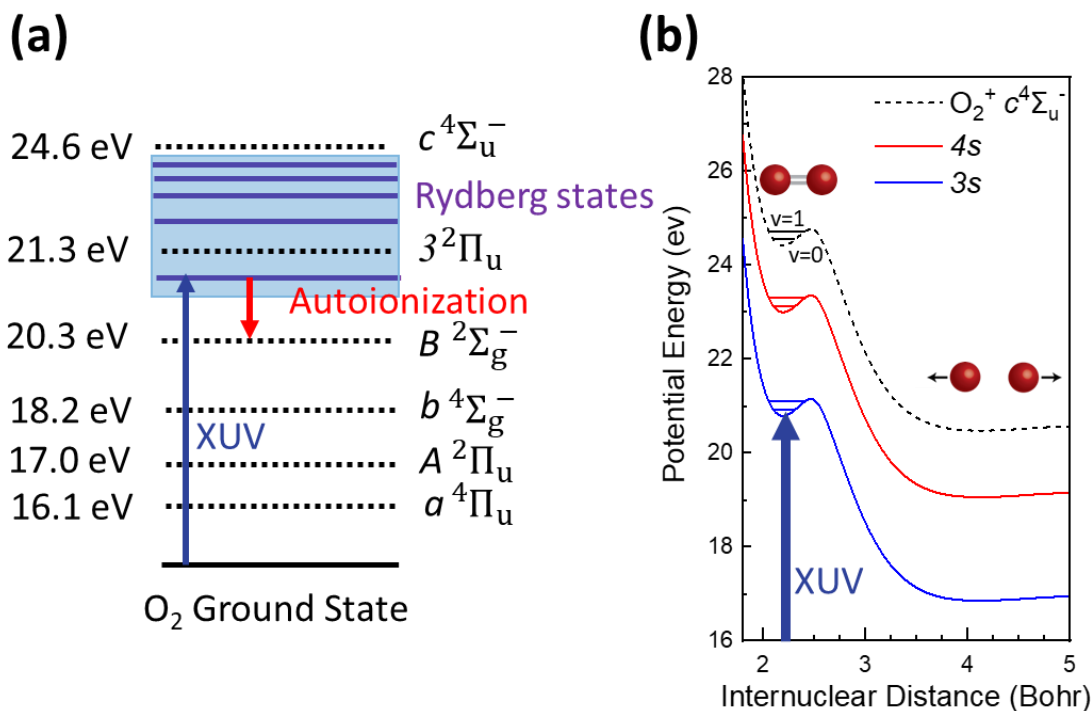 (a)
24.6 eV
c ⁴Σᵤ⁻
Rydberg states
21.3 eV
3 ²Πᵤ
Autoionization
20.3 eV
B ²Σg⁻
18.2 eV
b ⁴Σg⁻
XUV
17.0 eV
A ²Πᵤ
16.1 eV
a ⁴Πᵤ
O₂ Ground State
(b)
28
26
24
22
20
18
16
Potential Energy (ev)
O₂⁺ c⁴Σᵤ⁻
4s
3s
v=1
v=0
XUV
2
3
4
5
Internuclear Distance (Bohr)